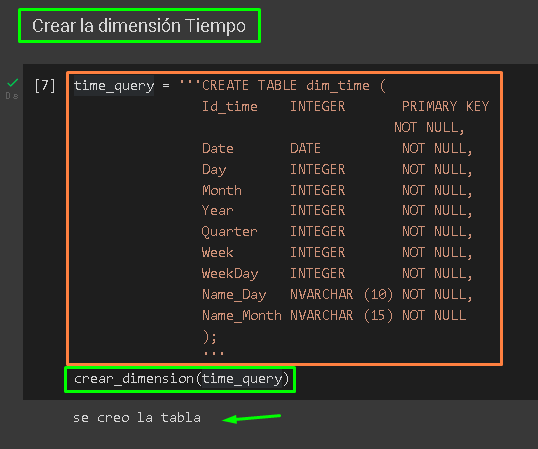 Crear la dimensión Tiempo
[7] time_query = '''CREATE TABLE dim_time (
Id_time INTEGER PRIMARY KEY
NOT NULL,
Date DATE NOT NULL,
Day INTEGER NOT NULL,
Month INTEGER NOT NULL,
Year INTEGER NOT NULL,
Quarter INTEGER NOT NULL,
Week INTEGER NOT NULL,
WeekDay INTEGER NOT NULL,
Name_Day NVARCHAR (10) NOT NULL,
Name_Month NVARCHAR (15) NOT NULL
);
'''
crear_dimension(time_query)
se creo la tabla